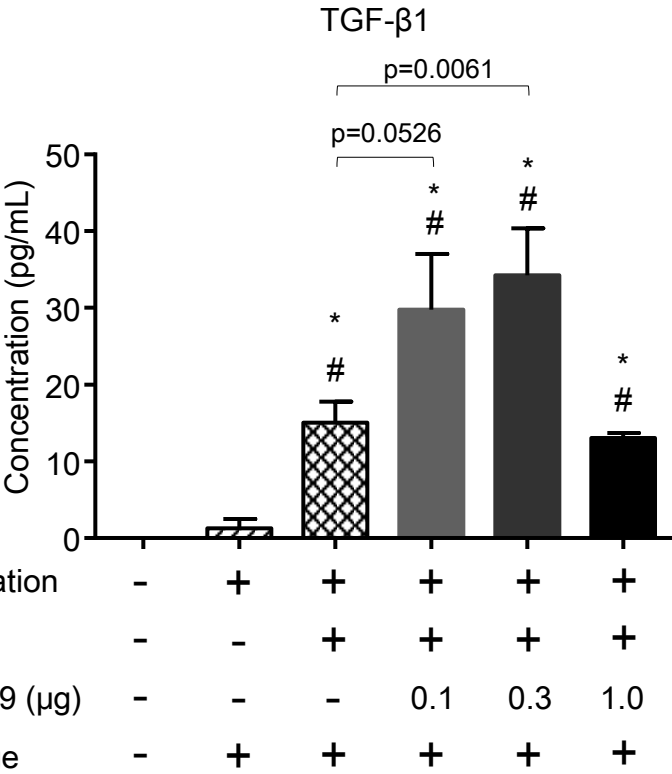 TGF-β1
p=0.0061
p=0.0526
Concentration (pg/mL)
50
40
30
20
10
0
* # * # * # * #
ation - + + + + +
- - + + + +
9 (μg) - - - 0.1 0.3 1.0
e - + + + + +